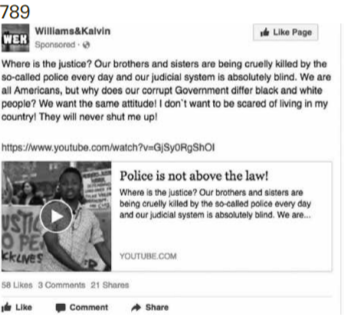 789
Williams&Kalvin
Sponsored ·
Like Page
W&K
Where is the justice? Our brothers and sisters are being cruelly killed by the
so-called police every day and our judicial system is absolutely blind. We are
all Americans, but why does our corrupt Government differ black and white
people? We want the same attitude! I don't want to be scared of living in my
country! They will never shut me up!
https://www.youtube.com/watch?v=GjSyORgShOI
Police is not above the law!
Where is the justice? Our brothers and sisters are
being cruelly killed by the so-called police every day
and our judicial system is absolutely blind. We are...
YOUTUBE.COM
58 Likes 3 Comments 21 Shares
Like Comment Share